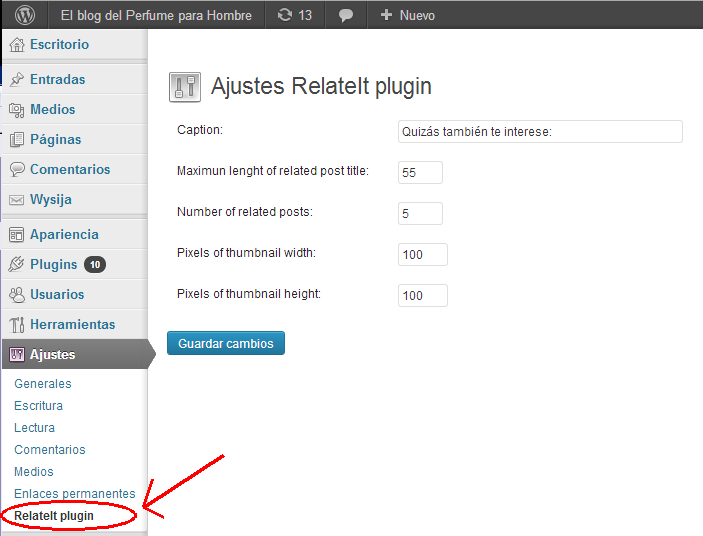 El blog del Perfume para Hombre 13 Nuevo
Escritorio
Entradas
Medios
Páginas
Comentarios
Wysija
Apariencia
Plugins 10
Usuarios
Herramientas
Ajustes
Generales
Escritura
Lectura
Comentarios
Medios
Enlaces permanentes
RelateIt plugin
Ajustes RelateIt plugin
Caption: Quizás también te interese:
Maximun lenght of related post title: 55
Number of related posts: 5
Pixels of thumbnail width: 100
Pixels of thumbnail height: 100
Guardar cambios